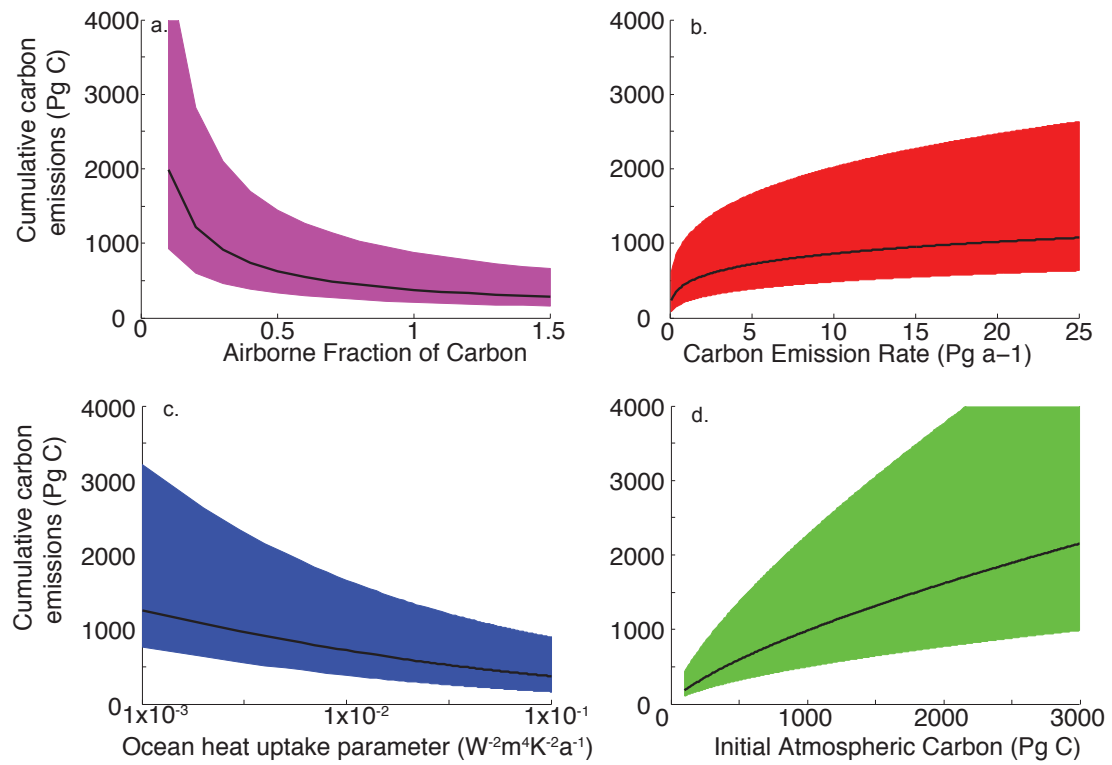 a.
4000
3000
2000
1000
0
Cumulative carbon
emissions (Pg C)
0
0.5
1
1.5
Airborne Fraction of Carbon
b.
4000
3000
2000
1000
0
0
5
10
15
20
25
Carbon Emission Rate (Pg a−1)
c.
4000
3000
2000
1000
0
Cumulative carbon
emissions (Pg C)
1x10⁻³
1x10⁻²
1x10⁻¹
Ocean heat uptake parameter (W⁻²m⁴K⁻²a⁻¹)
d.
4000
3000
2000
1000
0
1000
2000
3000
Initial Atmospheric Carbon (Pg C)